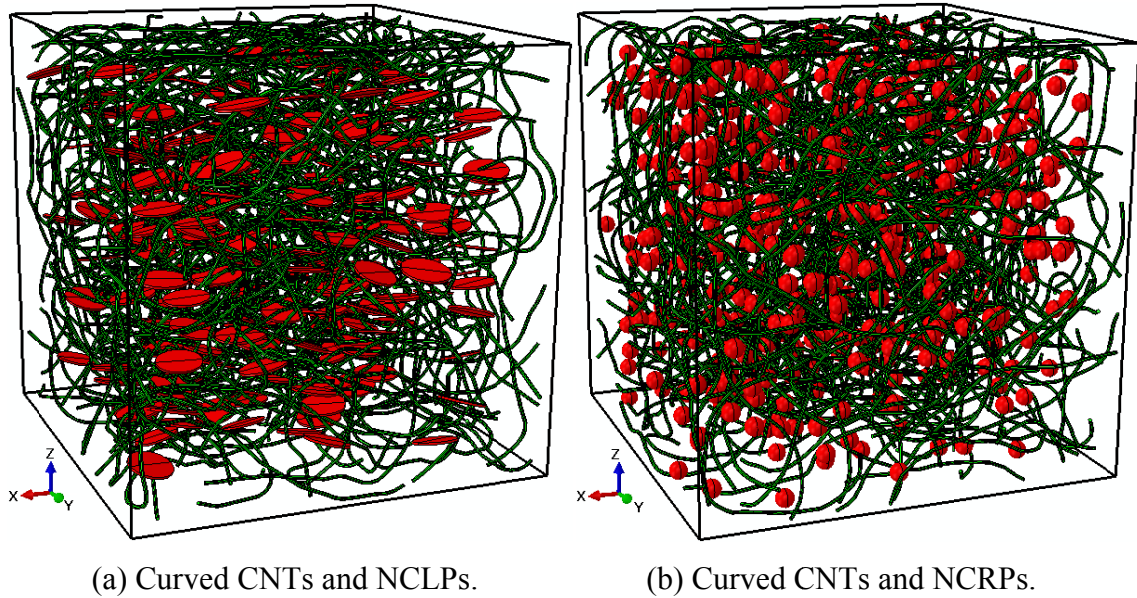 Z
X
Y
Z
X
Y
(a) Curved CNTs and NCLPs.
(b) Curved CNTs and NCRPs.